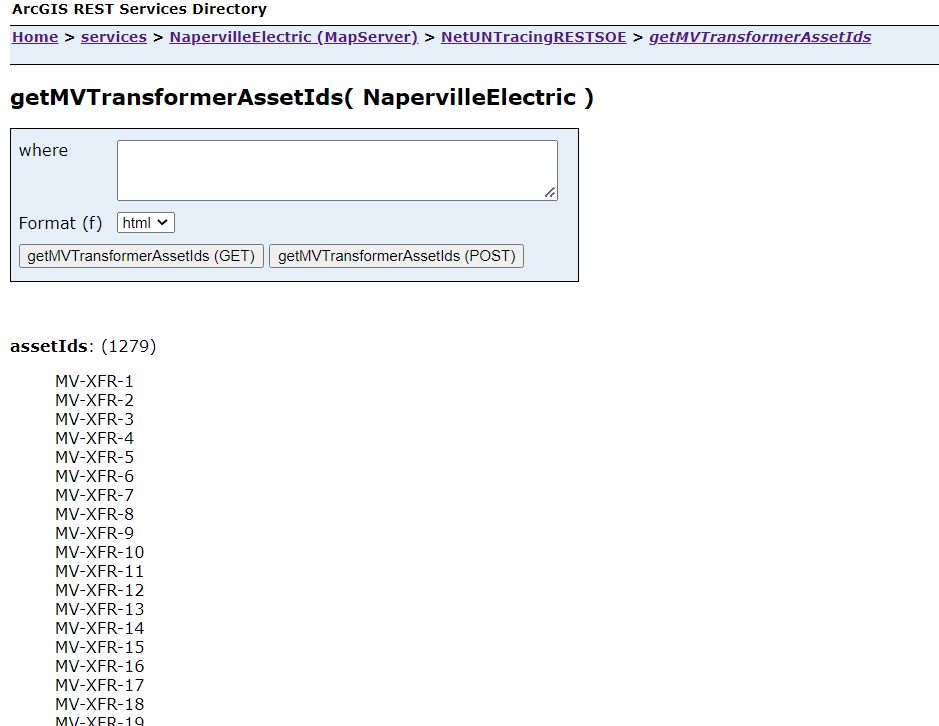 ArcGIS REST Services Directory
Home > services > NapervilleElectric (MapServer) > NetUNTracingRESTSOE > getMVTransformerAssetIds
getMVTransformerAssetIds( NapervilleElectric )
where
Format (f) html
getMVTransformerAssetIds (GET) getMVTransformerAssetIds (POST)
assetIds: (1279)
MV-XFR-1
MV-XFR-2
MV-XFR-3
MV-XFR-4
MV-XFR-5
MV-XFR-6
MV-XFR-7
MV-XFR-8
MV-XFR-9
MV-XFR-10
MV-XFR-11
MV-XFR-12
MV-XFR-13
MV-XFR-14
MV-XFR-15
MV-XFR-16
MV-XFR-17
MV-XFR-18
MV-XFR-19